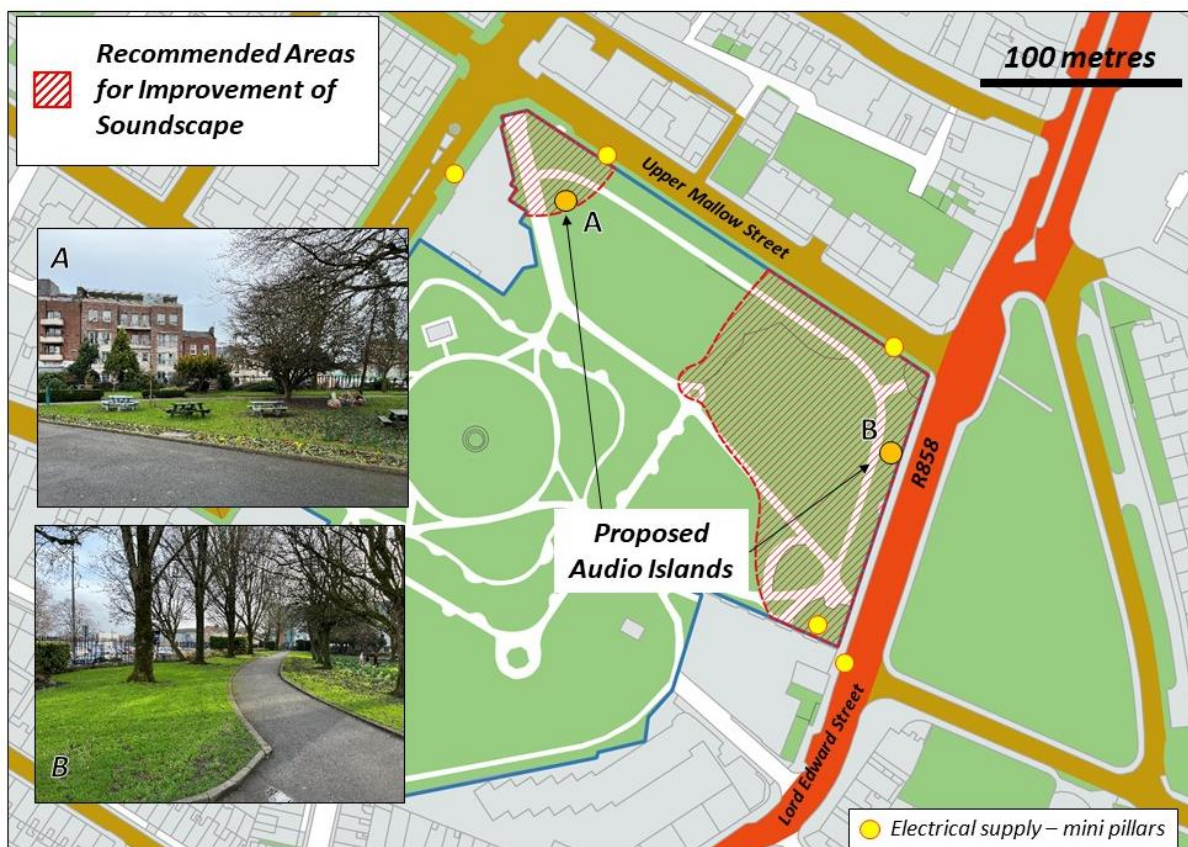 Recommended Areas
for Improvement of
Soundscape
100 metres
Upper Mallow Street
A
A
B
R858
Proposed
Audio Islands
B
Lord Edward Street
Electrical supply – mini pillars